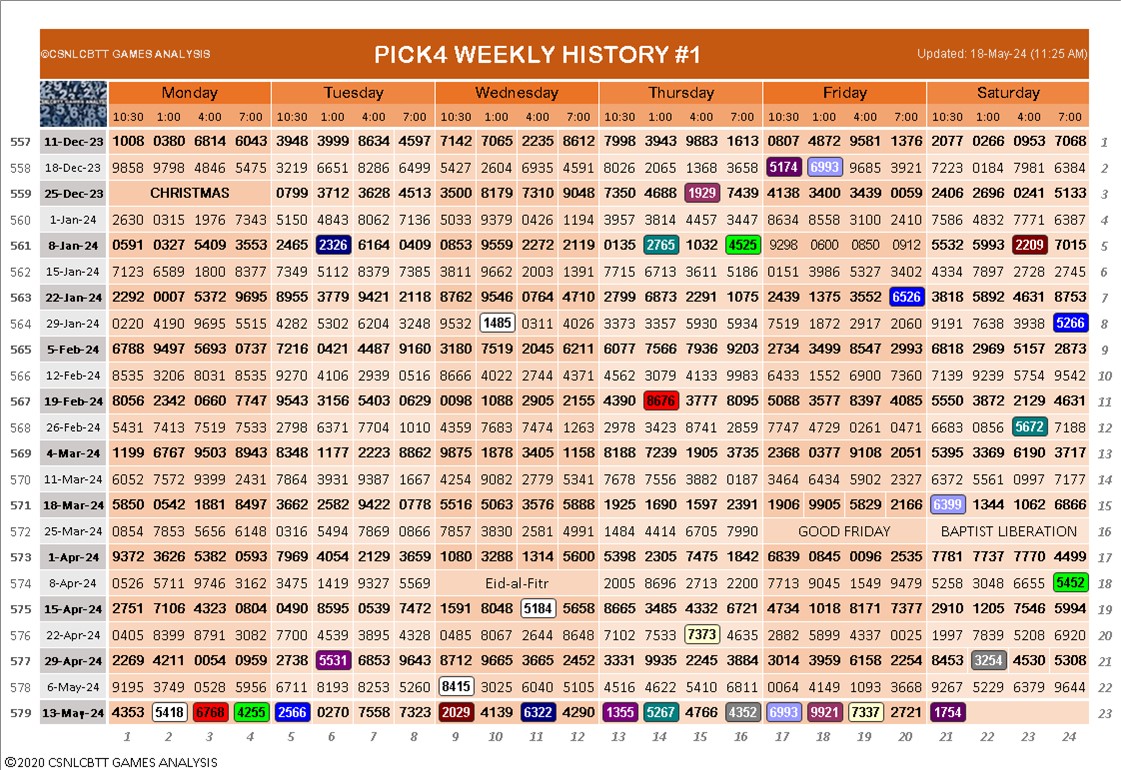 ©CSNLCBTT GAMES ANALYSIS PICK4 WEEKLY HISTORY #1 Updated: 18-May-24 (11:25 AM)
Monday Tuesday Wednesday Thursday Friday Saturday
10:30 1:00 4:00 7:00 10:30 1:00 4:00 7:00 10:30 1:00 4:00 7:00 10:30 1:00 4:00 7:00 10:30 1:00 4:00 7:00 10:30 1:00 4:00 7:00
557 11-Dec-23 1008 0380 6814 6043 3948 3999 8634 4597 7142 7065 2235 8612 7998 3943 9883 1613 0807 4872 9581 1376 2077 0266 0953 7068 1
558 18-Dec-23 9858 9798 4846 5475 3219 6651 8286 6499 5427 2604 6935 4591 8026 2065 1368 3658 5174 6993 9685 3921 7223 0184 7981 6384 2
559 25-Dec-23 CHRISTMAS 0799 3712 3628 4513 3500 8179 7310 9048 7350 4688 1929 7439 4138 3400 3439 0059 2406 2696 0241 5133 3
560 1-Jan-24 2630 0315 1976 7343 5150 4843 8062 7136 5033 9379 0426 1194 3957 3814 4457 3447 8634 8558 3100 2410 7586 4832 7771 6387 4
561 8-Jan-24 0591 0327 5409 3553 2465 2326 6164 0409 0853 9559 2272 2119 0135 2765 1032 4525 9298 0600 0850 0912 5532 5993 2209 7015 5
562 15-Jan-24 7123 6589 1800 8377 7349 5112 8379 7385 3811 9662 2003 1391 7715 6713 3611 5186 0151 3986 5327 3402 4334 7897 2728 2745 6
563 22-Jan-24 2292 0007 5372 9695 8955 3779 9421 2118 8762 9546 0764 4710 2799 6873 2291 1075 2439 1375 3552 6526 3818 5892 4631 8753 7
564 29-Jan-24 0220 4190 9695 5515 4282 5302 6204 3248 9532 1485 0311 4026 3373 3357 5930 5934 7519 1872 2917 2060 9191 7638 3938 5266 8
565 5-Feb-24 6788 9497 5693 0737 7216 0421 4487 9160 3180 7519 2045 6211 6077 7566 7936 9203 2734 3499 8547 2993 6818 2969 5157 2873 9
566 12-Feb-24 8535 3206 8031 8535 9270 4106 2939 0516 8666 4022 2744 4371 4562 3079 4133 9983 6433 1552 6900 7360 7139 9239 5754 9542 10
567 19-Feb-24 8056 2342 0660 7747 9543 3156 5403 0629 0098 1088 2905 2155 4390 8676 3777 8095 5088 3577 8397 4085 5550 3872 2129 4631 11
568 26-Feb-24 5431 7413 7519 7533 2798 6371 7704 1010 4359 7683 7474 1263 2978 3423 8741 2859 7747 4729 0261 0471 6683 0856 5672 7188 12
569 4-Mar-24 1199 6767 9503 8943 8348 1177 2223 8862 9875 1878 3405 1158 8188 7239 1905 3735 2368 0377 9108 2051 5395 3369 6190 3717 13
570 11-Mar-24 6052 7572 9399 2431 7864 3931 9387 1667 4254 9082 2779 5341 7678 7556 3882 0187 3464 6434 5902 2327 6372 5561 0997 7177 14
571 18-Mar-24 5850 0542 1881 8497 3662 2582 9422 0778 5516 5063 3576 5888 1925 1690 1597 2391 1906 9905 5829 2166 6399 1344 1062 6866 15
572 25-Mar-24 0854 7853 5656 6148 0316 5494 7869 0866 7857 3830 2581 4991 1484 4414 6705 7990 GOOD FRIDAY BAPTIST LIBERATION 16
573 1-Apr-24 9372 3626 5382 0593 7969 4054 2129 3659 1080 3288 1314 5600 5398 2305 7475 1842 6839 0845 0096 2535 7781 7737 7770 4499 17
574 8-Apr-24 0526 5711 9746 3162 3475 1419 9327 5569 Eid-al-Fitr 2005 8696 2713 2200 7713 9045 1549 9479 5258 3048 6655 5452 18
575 15-Apr-24 2751 7106 4323 0804 0490 8595 0539 7472 1591 8048 5184 5658 8665 3485 4332 6721 4734 1018 8171 7377 2910 1205 7546 5994 19
576 22-Apr-24 0405 8399 8791 3082 7700 4539 3895 4328 0485 8067 2644 8648 7102 7533 7373 4635 2882 5899 4337 0025 1997 7839 5208 6920 20
577 29-Apr-24 2269 4211 0054 0959 2738 5531 6853 9643 8712 9665 3665 2452 3331 9935 2245 3884 3014 3959 6158 2254 8453 3254 4530 5308 21
578 6-May-24 9195 3749 0528 5956 6711 8193 8253 5260 8415 3025 6040 5105 4516 4622 5410 6811 0064 4149 1093 3668 9267 5229 6379 9644 22
579 13-May-24 4353 5418 6768 4255 2566 0270 7558 7323 2029 4139 6322 4290 1355 5267 4766 4352 6993 9921 7337 2721 1754 23
1 2 3 4 5 6 7 8 9 10 11 12 13 14 15 16 17 18 19 20 21 22 23 24
©2020 CSNLCBTT GAMES ANALYSIS